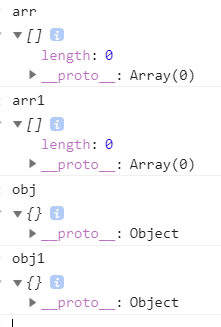 arr
▼ [] i
length: 0
▶ __proto__: Array(0)
arr1
▼ [] i
length: 0
▶ __proto__: Array(0)
obj
▼ {} i
▶ __proto__: Object
obj1
▼ {} i
▶ __proto__: Object